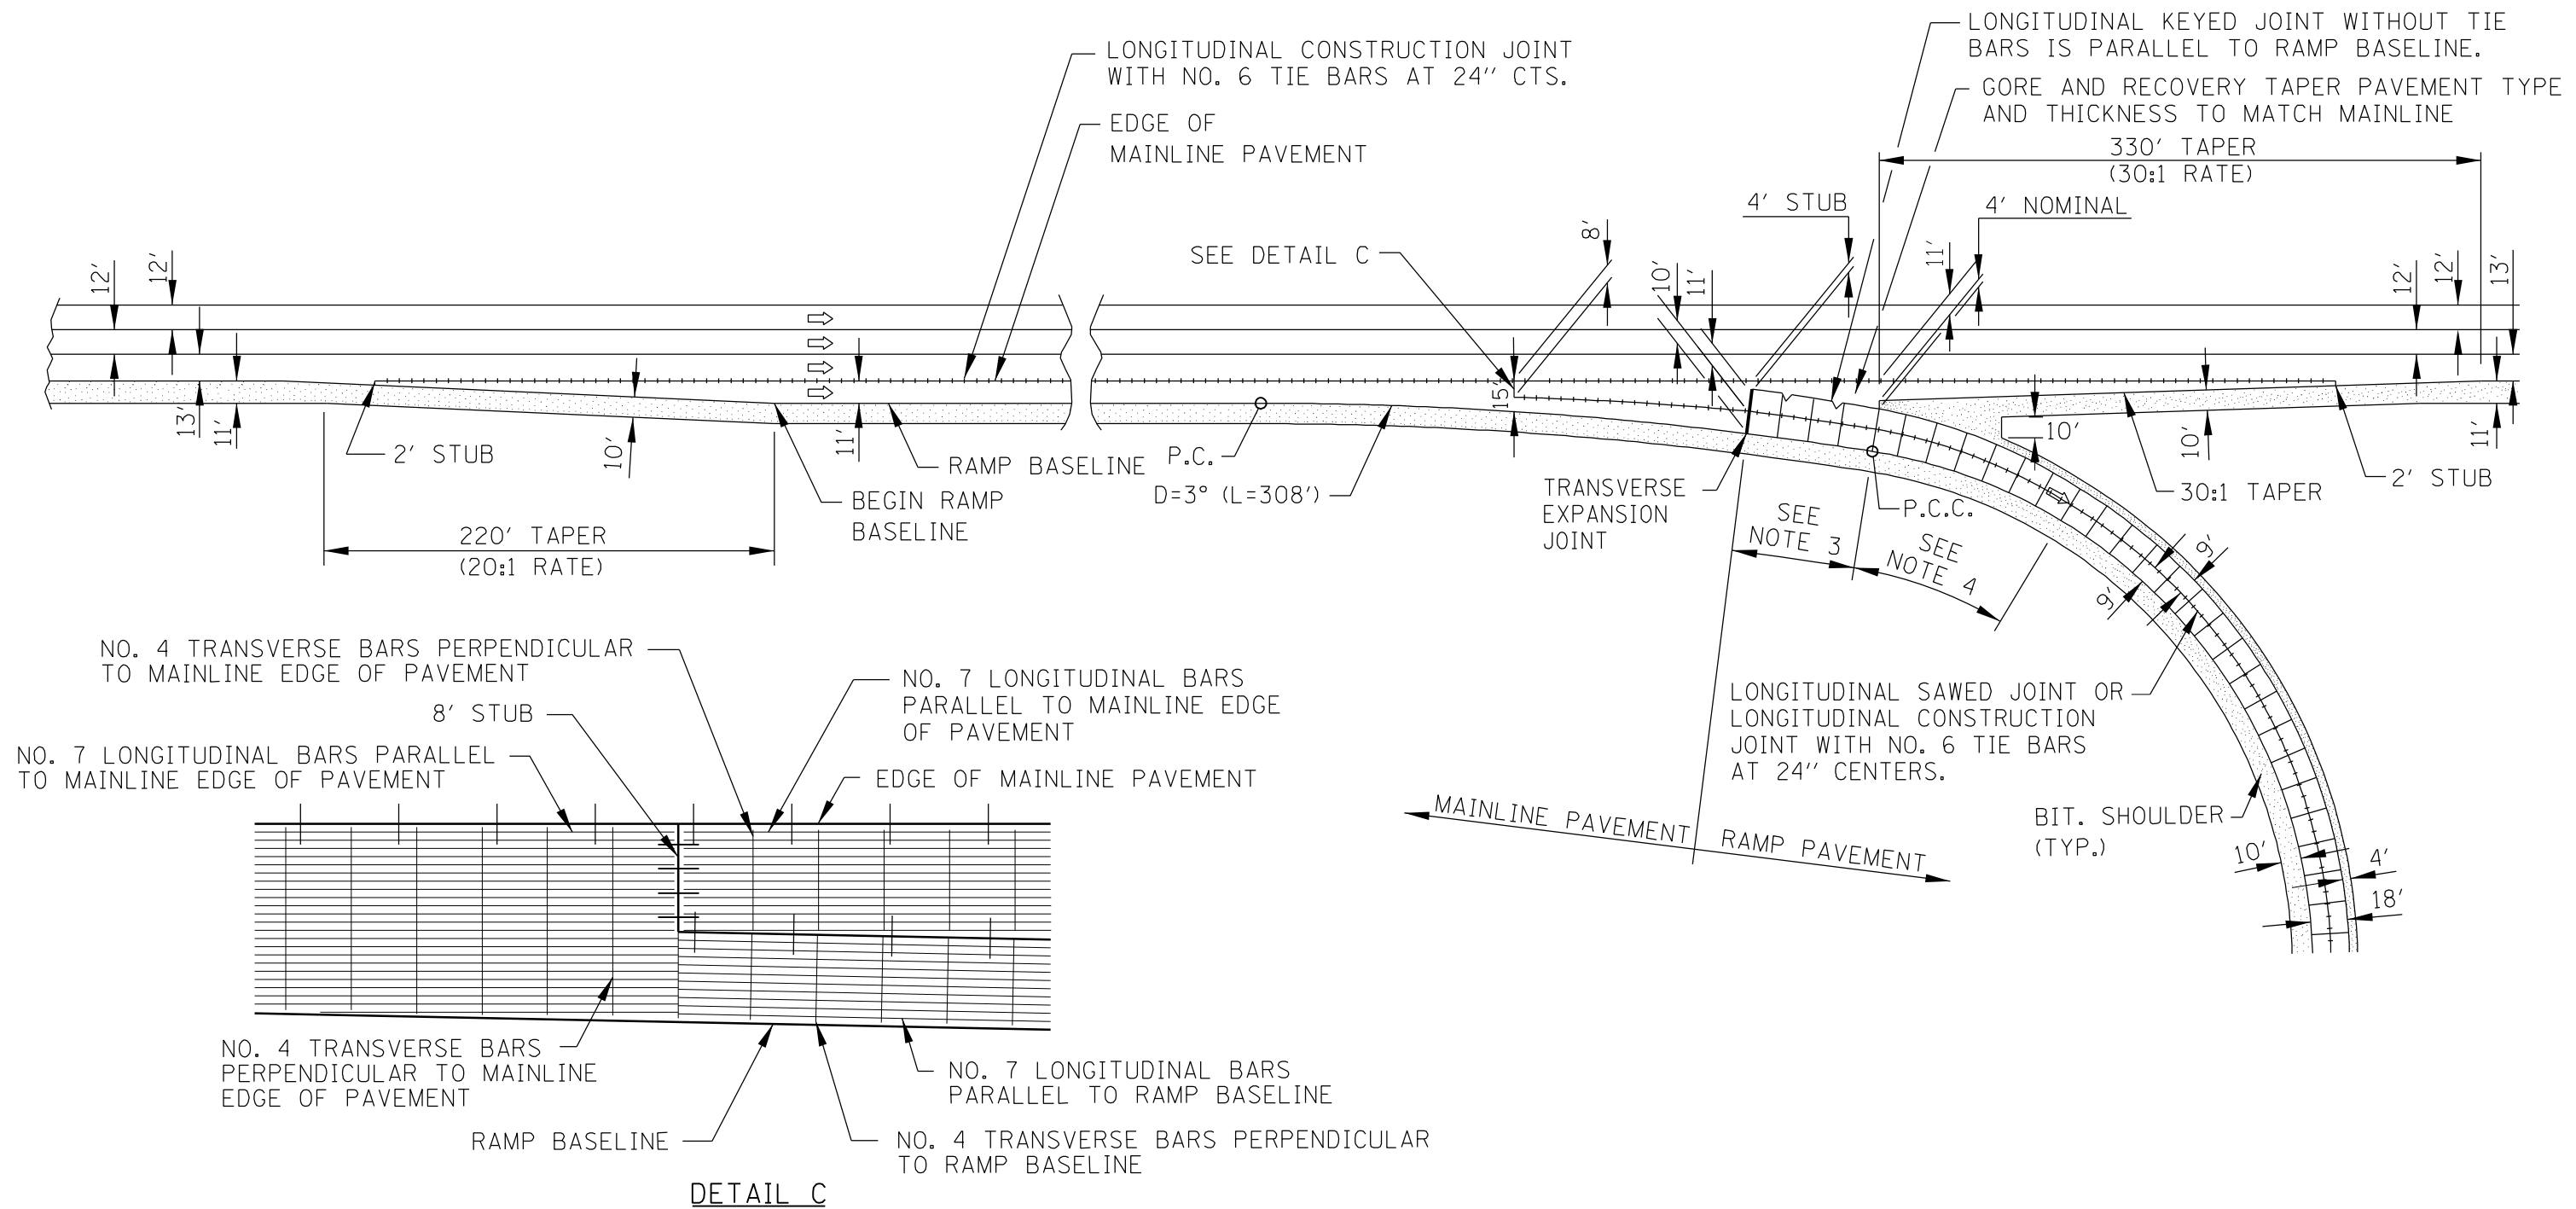 LONGITUDINAL KEYED JOINT WITHOUT TIE
BARS IS PARALLEL TO RAMP BASELINE.
LONGITUDINAL CONSTRUCTION JOINT
WITH NO. 6 TIE BARS AT 24" CTS.
GORE AND RECOVERY TAPER PAVEMENT TYPE
AND THICKNESS TO MATCH MAINLINE
EDGE OF
MAINLINE PAVEMENT
330' TAPER
(30:1 RATE)
4' STUB
4' NOMINAL
SEE DETAIL C
8'
10'
11'
11'
12'
12'
12'
12'
13'
13'
11'
10'
11'
15'
10'
10'
11'
2' STUB
RAMP BASELINE
P.C.
D=3° (L=308')
BEGIN RAMP
BASELINE
220' TAPER
(20:1 RATE)
TRANSVERSE
EXPANSION
JOINT
SEE
NOTE 3
SEE
NOTE 4
P.C.C.
30:1 TAPER
2' STUB
9'
9'
LONGITUDINAL SAWED JOINT OR
LONGITUDINAL CONSTRUCTION
JOINT WITH NO. 6 TIE BARS
AT 24" CENTERS.
MAINLINE PAVEMENT
RAMP PAVEMENT
BIT. SHOULDER
(TYP.)
10'
4'
18'
NO. 4 TRANSVERSE BARS PERPENDICULAR
TO MAINLINE EDGE OF PAVEMENT
8' STUB
NO. 7 LONGITUDINAL BARS PARALLEL
TO MAINLINE EDGE OF PAVEMENT
NO. 7 LONGITUDINAL BARS
PARALLEL TO MAINLINE EDGE
OF PAVEMENT
EDGE OF MAINLINE PAVEMENT
NO. 4 TRANSVERSE BARS
PERPENDICULAR TO MAINLINE
EDGE OF PAVEMENT
NO. 7 LONGITUDINAL BARS
PARALLEL TO RAMP BASELINE
RAMP BASELINE
NO. 4 TRANSVERSE BARS PERPENDICULAR
TO RAMP BASELINE
DETAIL C